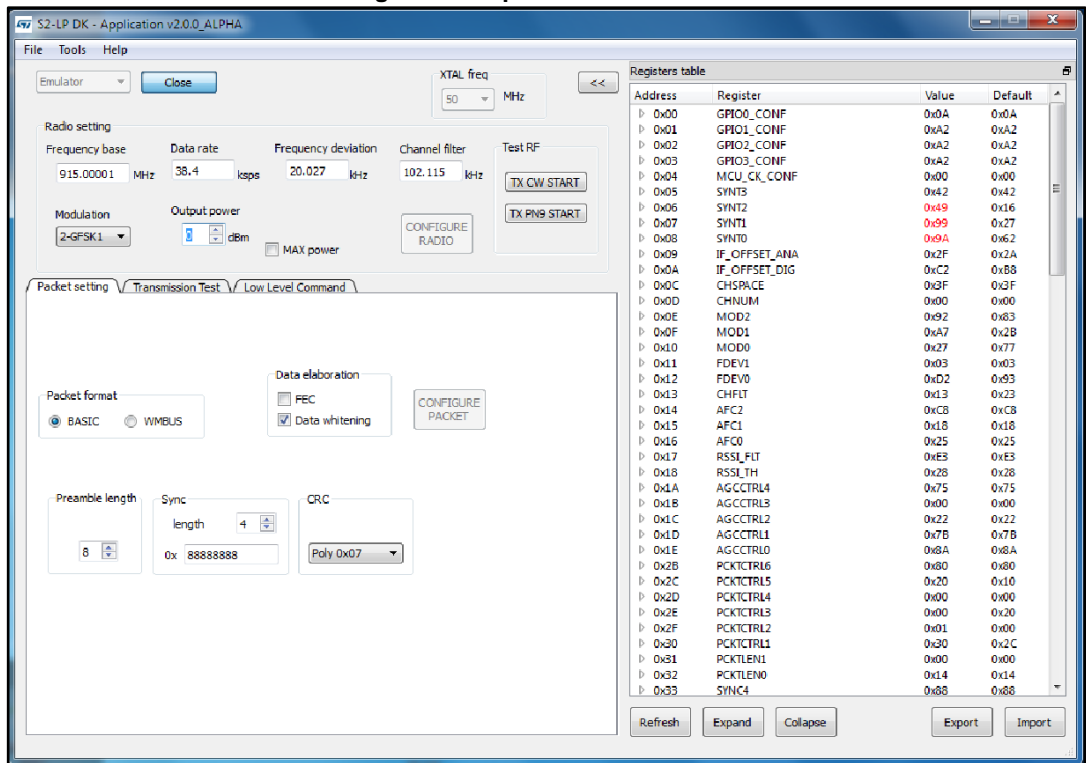 S2-LP DK - Application v2.0.0_ALPHA
File Tools Help
Emulator
Close
XTAL freq
50 MHz
<<
Radio setting
Frequency base Data rate Frequency deviation Channel filter
915.00001 MHz 38.4 ksps 20.027 kHz 102.115 kHz
Test RF
TX CW START
TX PN9 START
Modulation Output power
2-GFSK1 0 dBm MAX power
CONFIGURE
RADIO
Packet setting Transmission Test Low Level Command
Packet format
BASIC WMBUS
Data elaboration
FEC
Data whitening
CONFIGURE
PACKET
Preamble length
8
Sync
length 4
0x 88888888
CRC
Poly 0x07
Registers table
Address Register Value Default
0x00 GPIO0_CONF 0x0A 0x0A
0x01 GPIO1_CONF 0xA2 0xA2
0x02 GPIO2_CONF 0xA2 0xA2
0x03 GPIO3_CONF 0xA2 0xA2
0x04 MCU_CK_CONF 0x00 0x00
0x05 SYNT3 0x42 0x42
0x06 SYNT2 0x49 0x16
0x07 SYNT1 0x99 0x27
0x08 SYNT0 0x9A 0x62
0x09 IF_OFFSET_ANA 0x2F 0x2A
0x0A IF_OFFSET_DIG 0xC2 0xB8
0x0C CHSPACE 0x3F 0x3F
0x0D CHNUM 0x00 0x00
0x0E MOD2 0x92 0x83
0x0F MOD1 0xA7 0x2B
0x10 MOD0 0x27 0x77
0x11 FDEV1 0x03 0x03
0x12 FDEV0 0xD2 0x93
0x13 CHFLT 0x13 0x23
0x14 AFC2 0xC8 0xC8
0x15 AFC1 0x18 0x18
0x16 AFC0 0x25 0x25
0x17 RSSI_FLT 0xE3 0xE3
0x18 RSSI_TH 0x28 0x28
0x1A AGCCTRL4 0x75 0x75
0x1B AGCCTRL3 0x00 0x00
0x1C AGCCTRL2 0x22 0x22
0x1D AGCCTRL1 0x7B 0x7B
0x1E AGCCTRL0 0x8A 0x8A
0x2B PCKTCTRL6 0x80 0x80
0x2C PCKTCTRL5 0x20 0x10
0x2D PCKTCTRL4 0x00 0x00
0x2E PCKTCTRL3 0x00 0x20
0x2F PCKTCTRL2 0x01 0x00
0x30 PCKTCTRL1 0x30 0x2C
0x31 PCKTLEN1 0x00 0x00
0x32 PCKTLEN0 0x14 0x14
0x33 SYNC4 0x88 0x88
Refresh Expand Collapse Export Import